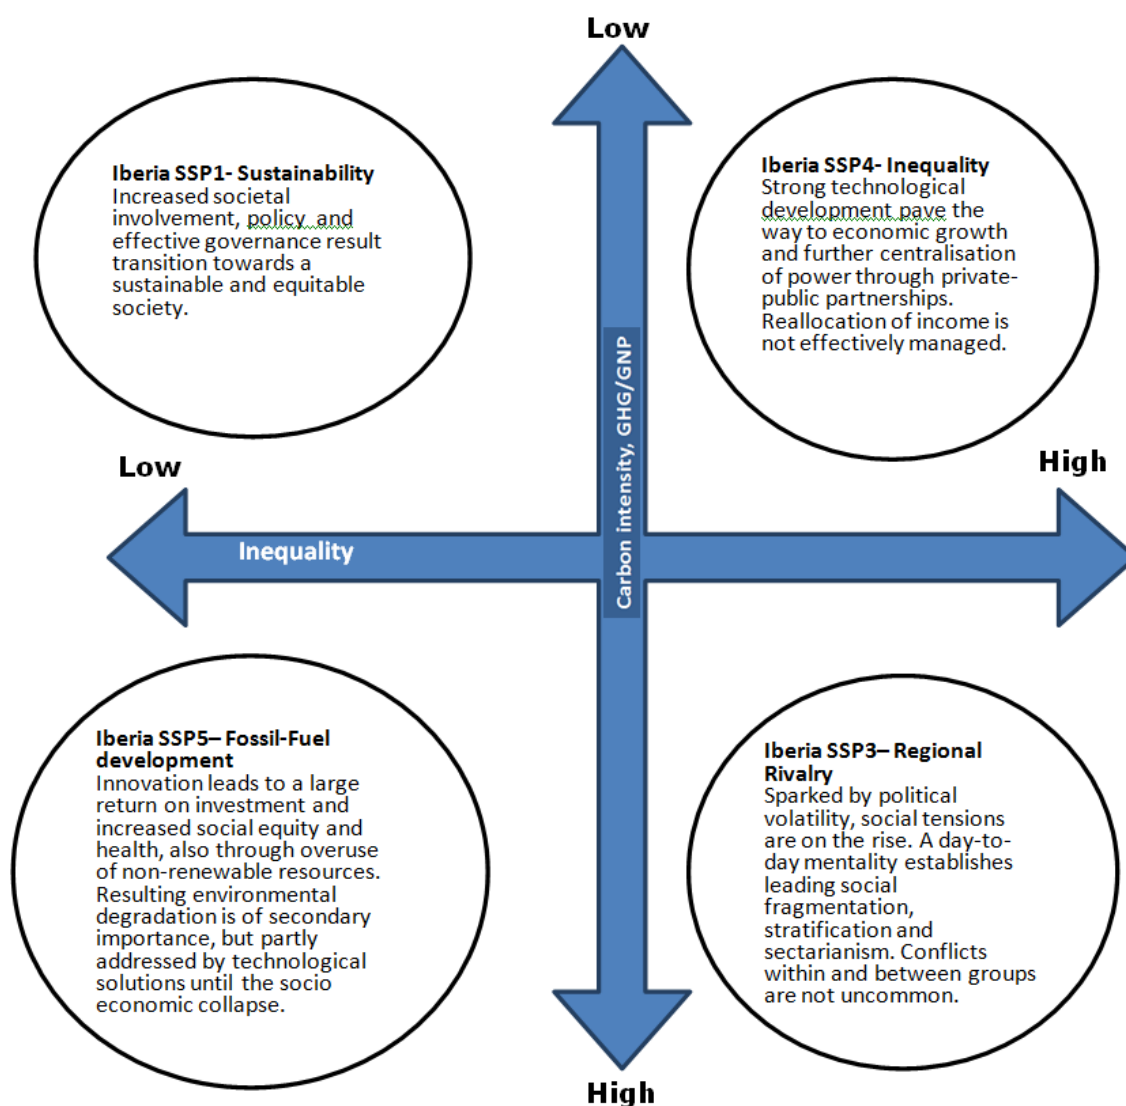 Low
Iberia SSP1- Sustainability
Increased societal
involvement, policy and
effective governance result
transition towards a
sustainable and equitable
society.
Iberia SSP4- Inequality
Strong technological
development pave the
way to economic growth
and further centralisation
of power through private-
public partnerships.
Reallocation of income is
not effectively managed.
Carbon intensity, GHG/GNP
Low
High
Inequality
Iberia SSP5– Fossil-Fuel
development
Innovation leads to a large
return on investment and
increased social equity and
health, also through overuse
of non-renewable resources.
Resulting environmental
degradation is of secondary
importance, but partly
addressed by technological
solutions until the socio
economic collapse.
Iberia SSP3– Regional
Rivalry
Sparked by political
volatility, social tensions
are on the rise. A day-to-
day mentality establishes
leading social
fragmentation,
stratification and
sectarianism. Conflicts
within and between groups
are not uncommon.
High